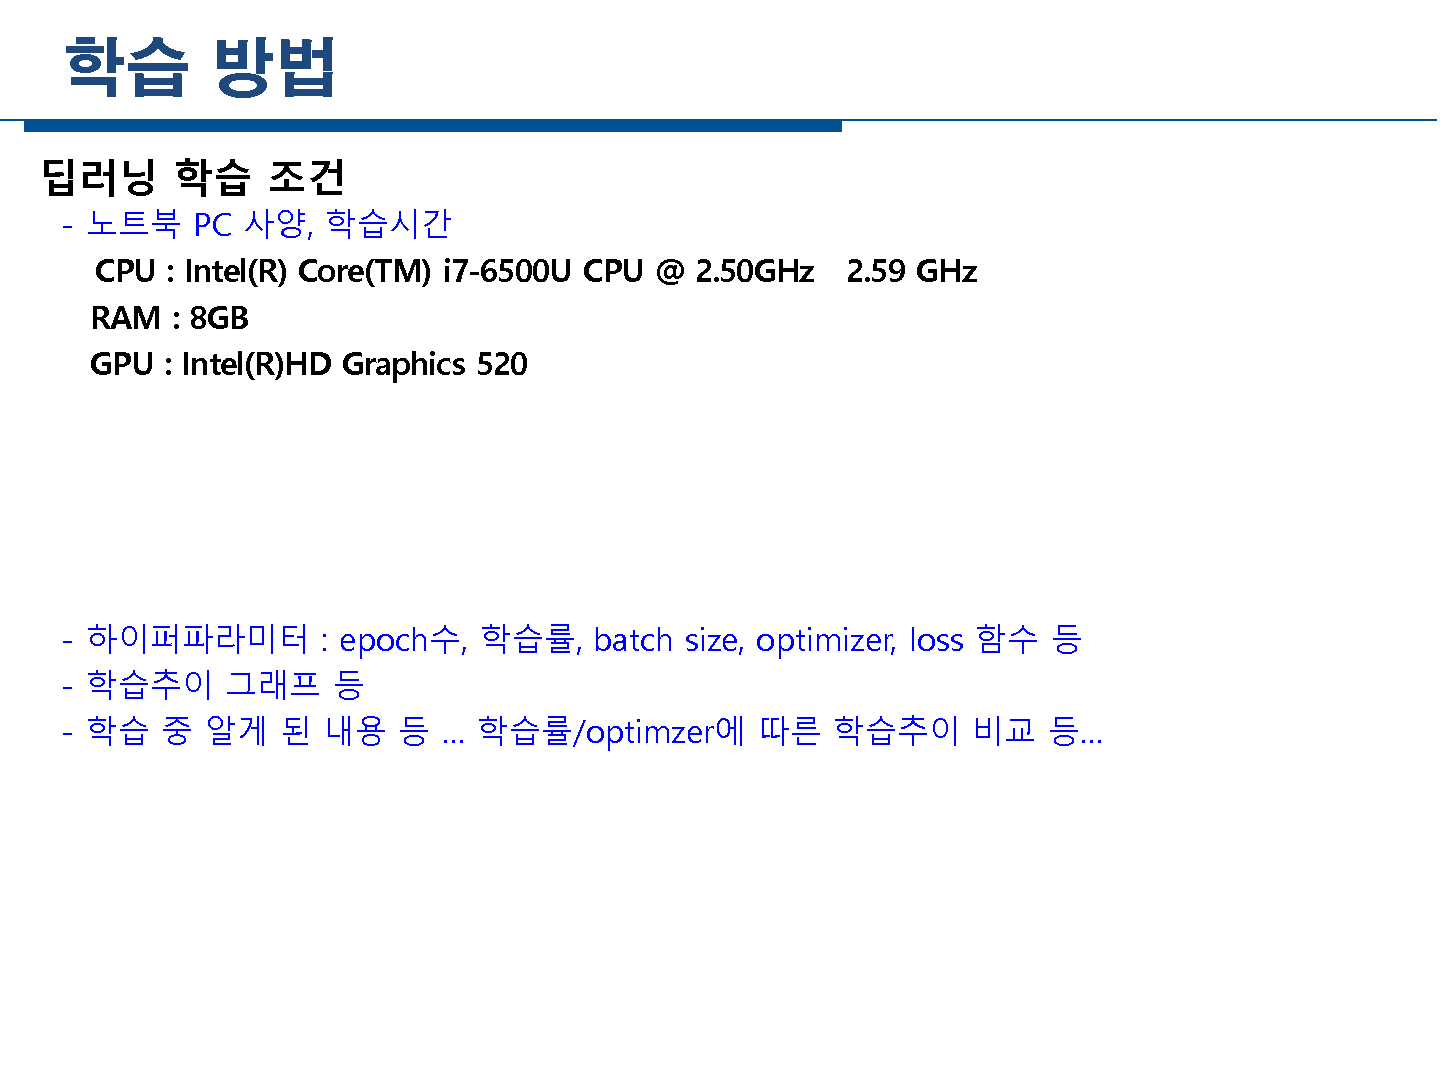 학습 방법
딥러닝 학습 조건
- 노트북 PC 사양, 학습시간
CPU : Intel(R) Core(TM) i7-6500U CPU @ 2.50GHz 2.59 GHz
RAM : 8GB
GPU : Intel(R)HD Graphics 520
- 하이퍼파라미터 : epoch수, 학습률, batch size, optimizer, loss 함수 등
- 학습추이 그래프 등
- 학습 중 알게 된 내용 등 … 학습률/optimzer에 따른 학습추이 비교 등…